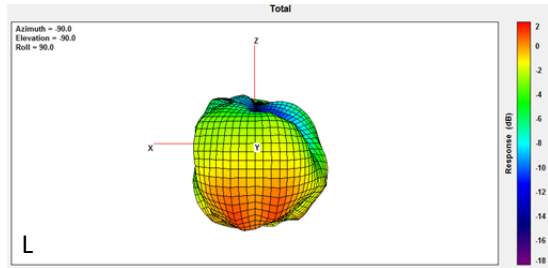 Total
Azimuth = -90.0
Elevation = -90.0
Roll = 90.0
Z
X
Y
L
2
0
-2
-4
-6
-8
-10
-12
-14
-16
-18
Response (dB)